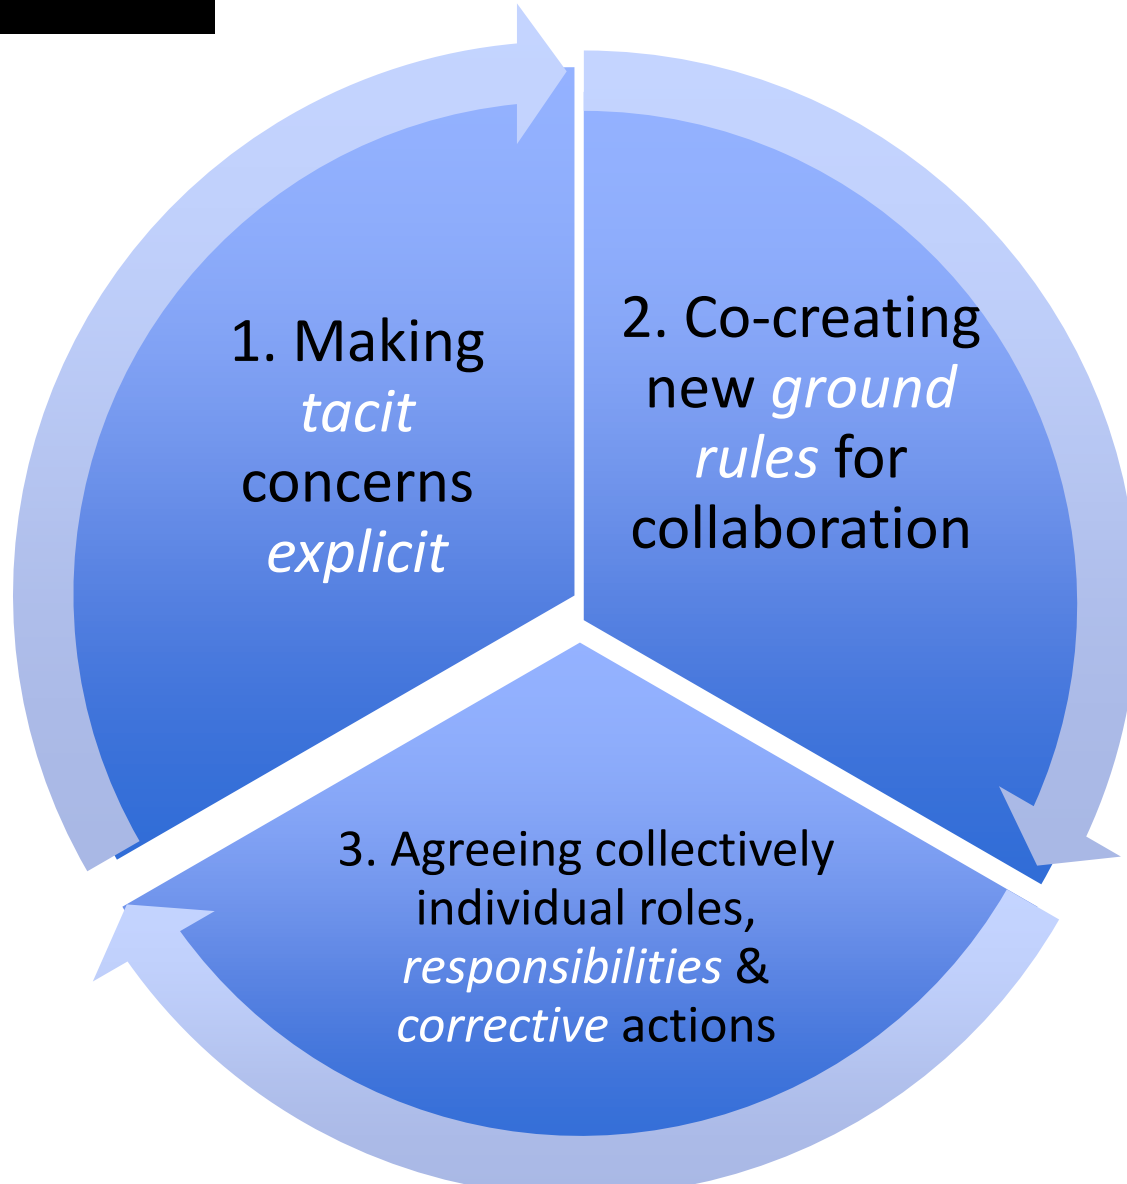 1. Making
tacit
concerns
explicit
2. Co-creating
new ground
rules for
collaboration
3. Agreeing collectively
individual roles,
responsibilities &
corrective actions